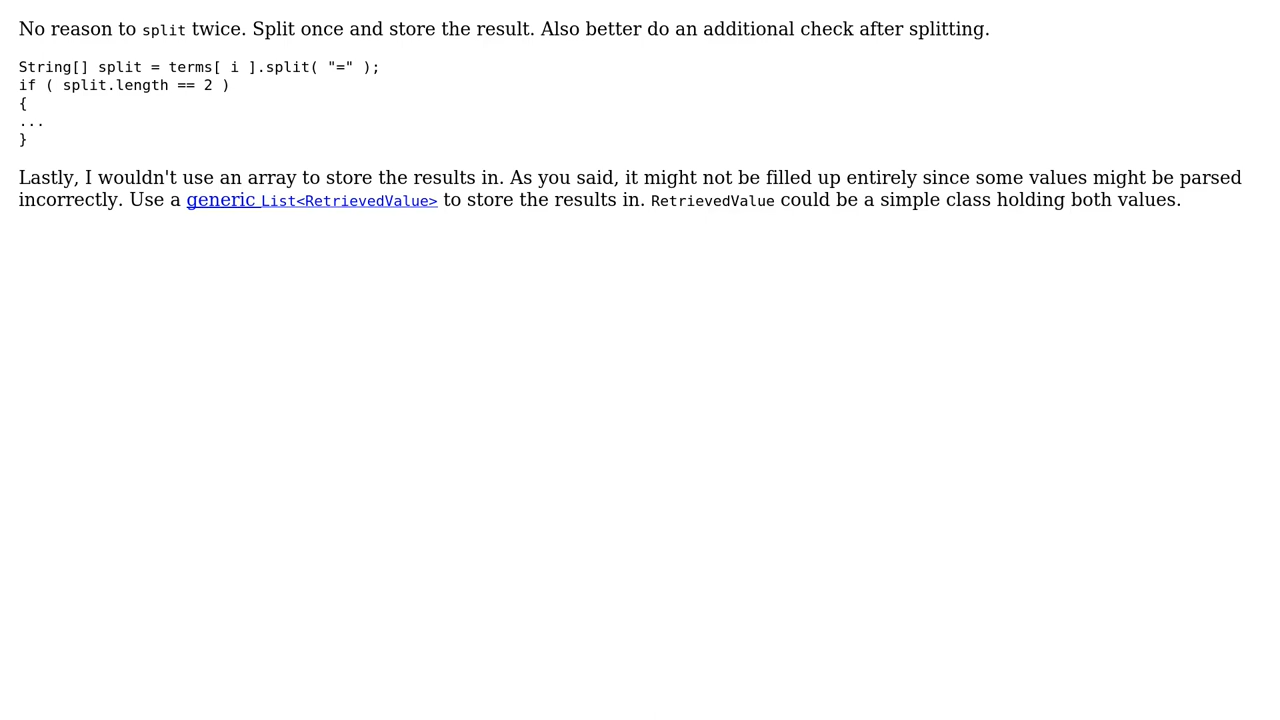 No reason to split twice. Split once and store the result. Also better do an additional check after splitting.
String[] split = terms[ i ].split( "=" );
if ( split.length == 2 )
{
...
}
Lastly, I wouldn't use an array to store the results in. As you said, it might not be filled up entirely since some values might be parsed
incorrectly. Use a generic List<RetrievedValue> to store the results in. RetrievedValue could be a simple class holding both values.